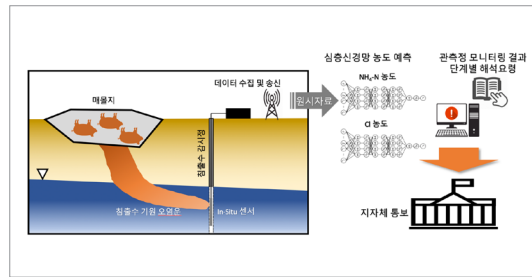 심층신경망 농도 예측
관측정 모니터링 결과
단계별 해석요령
데이터 수집 및 송신
NH₄-N 농도
매몰지
원시자료
Cl 농도
침출수 감시정
침출수 기원 오염운
In-Situ 센서
지자체 통보